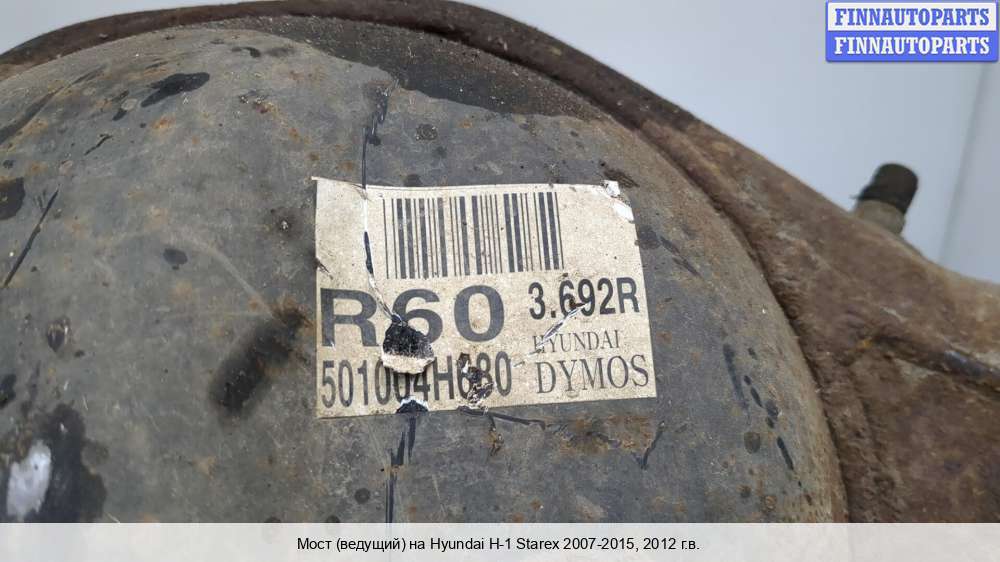 FINNAUTOPARTS
FINNAUTOPARTS
R60 3.692R
HYUNDAI
501004H680 DYMOS
Мост (ведущий) на Hyundai H-1 Starex 2007-2015, 2012 г.в.